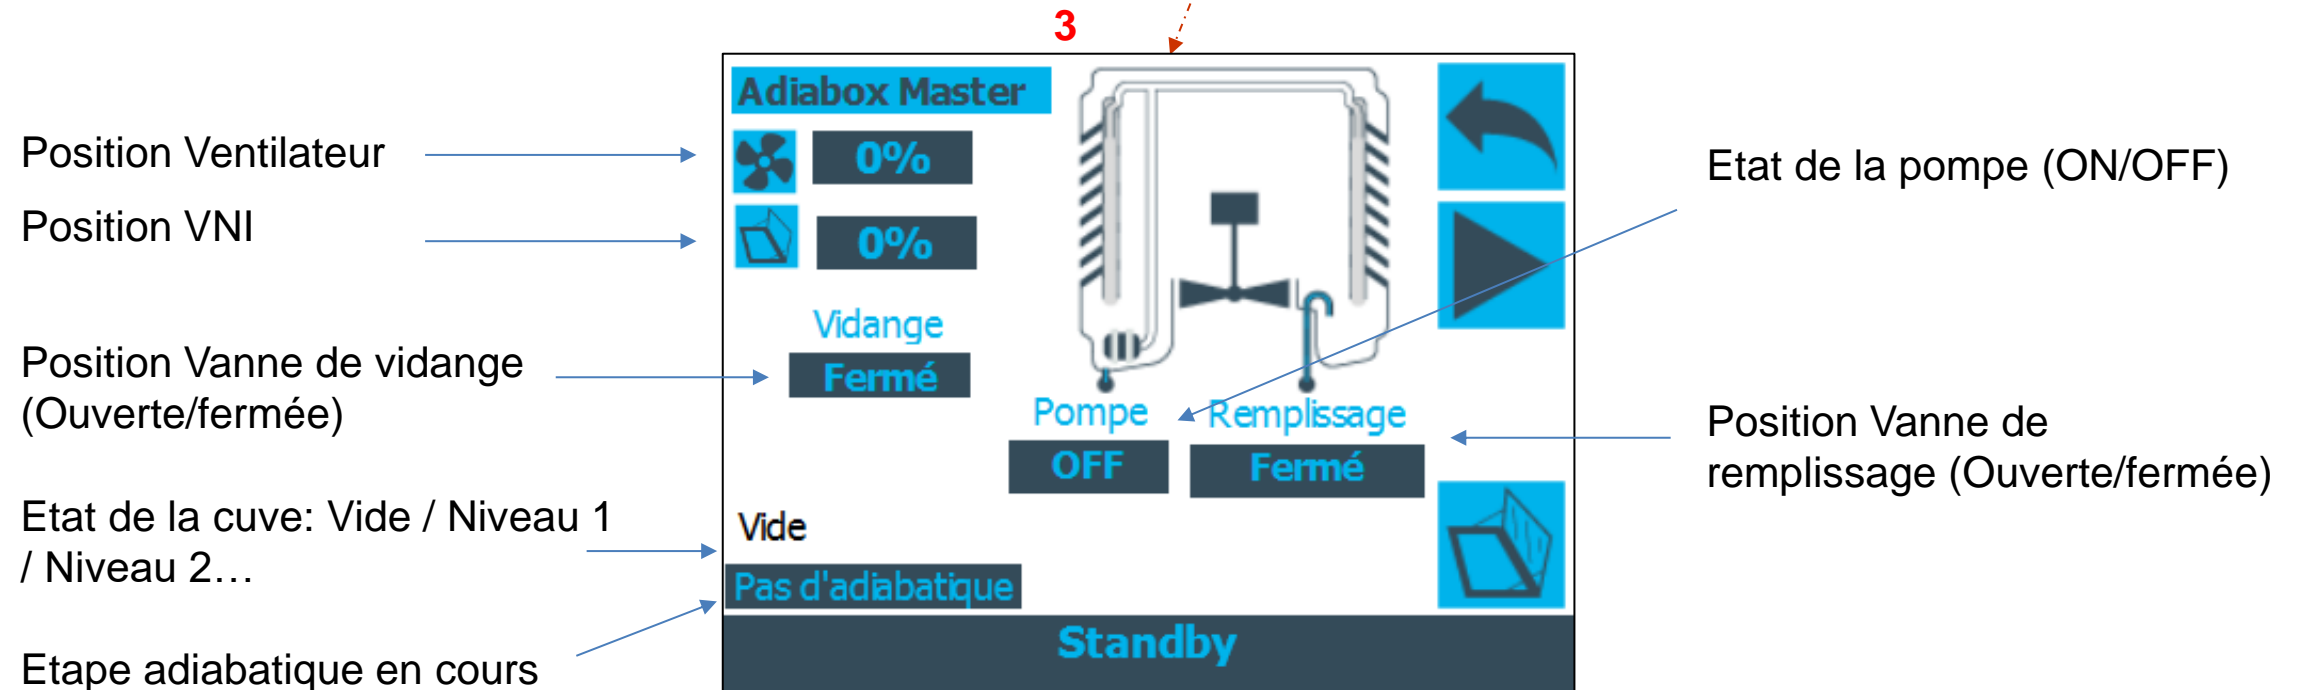 3
Adiabox Master
Position Ventilateur
0%
Position VNI
0%
Etat de la pompe (ON/OFF)
Vidange
Position Vanne de vidange
(Ouverte/fermée)
Fermé
Pompe
Remplissage
OFF
Fermé
Position Vanne de
remplissage (Ouverte/fermée)
Etat de la cuve: Vide / Niveau 1
/ Niveau 2…
Vide
Pas d'adiabatique
Etape adiabatique en cours
Standby